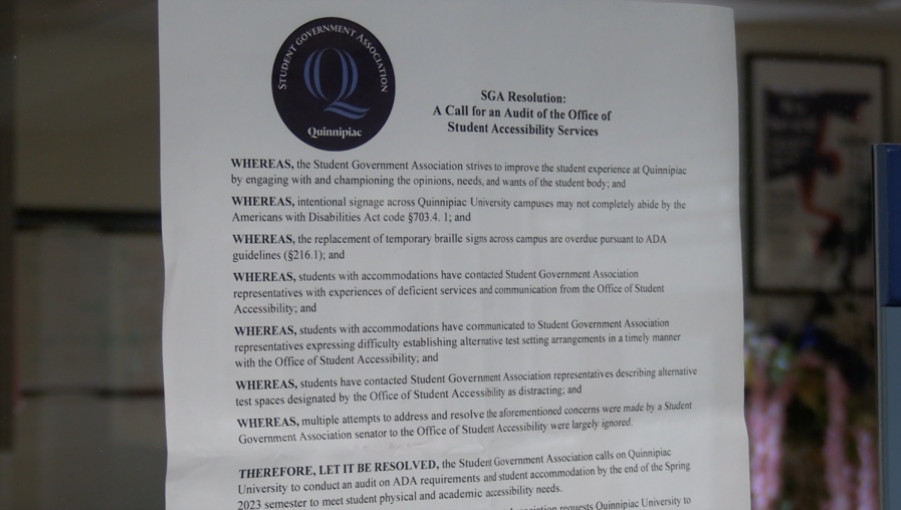 STUDENT GOVERNMENT ASSOCIATION
Q
Quinnipiac
SGA Resolution:
A Call for an Audit of the Office of
Student Accessibility Services
WHEREAS, the Student Government Association strives to improve the student experience at Quinnipiac
by engaging with and championing the opinions, needs, and wants of the student body; and
WHEREAS, intentional signage across Quinnipiac University campuses may not completely abide by the
Americans with Disabilities Act code §703.4. 1; and
WHEREAS, the replacement of temporary braille signs across campus are overdue pursuant to ADA
guidelines (§216.1); and
WHEREAS, students with accommodations have contacted Student Government Association
representatives with experiences of deficient services and communication from the Office of Student
Accessibility; and
WHEREAS, students with accommodations have communicated to Student Government Association
representatives expressing difficulty establishing alternative test setting arrangements in a timely manner
with the Office of Student Accessibility; and
WHEREAS, students have contacted Student Government Association representatives describing alternative
test spaces designated by the Office of Student Accessibility as distracting; and
WHEREAS, multiple attempts to address and resolve the aforementioned concerns were made by a Student
Government Association senator to the Office of Student Accessibility were largely ignored.
THEREFORE, LET IT BE RESOLVED, the Student Government Association calls on Quinnipiac
University to conduct an audit on ADA requirements and student accommodation by the end of the Spring
2023 semester to meet student physical and academic accessibility needs.
requests Quinnipiac University to